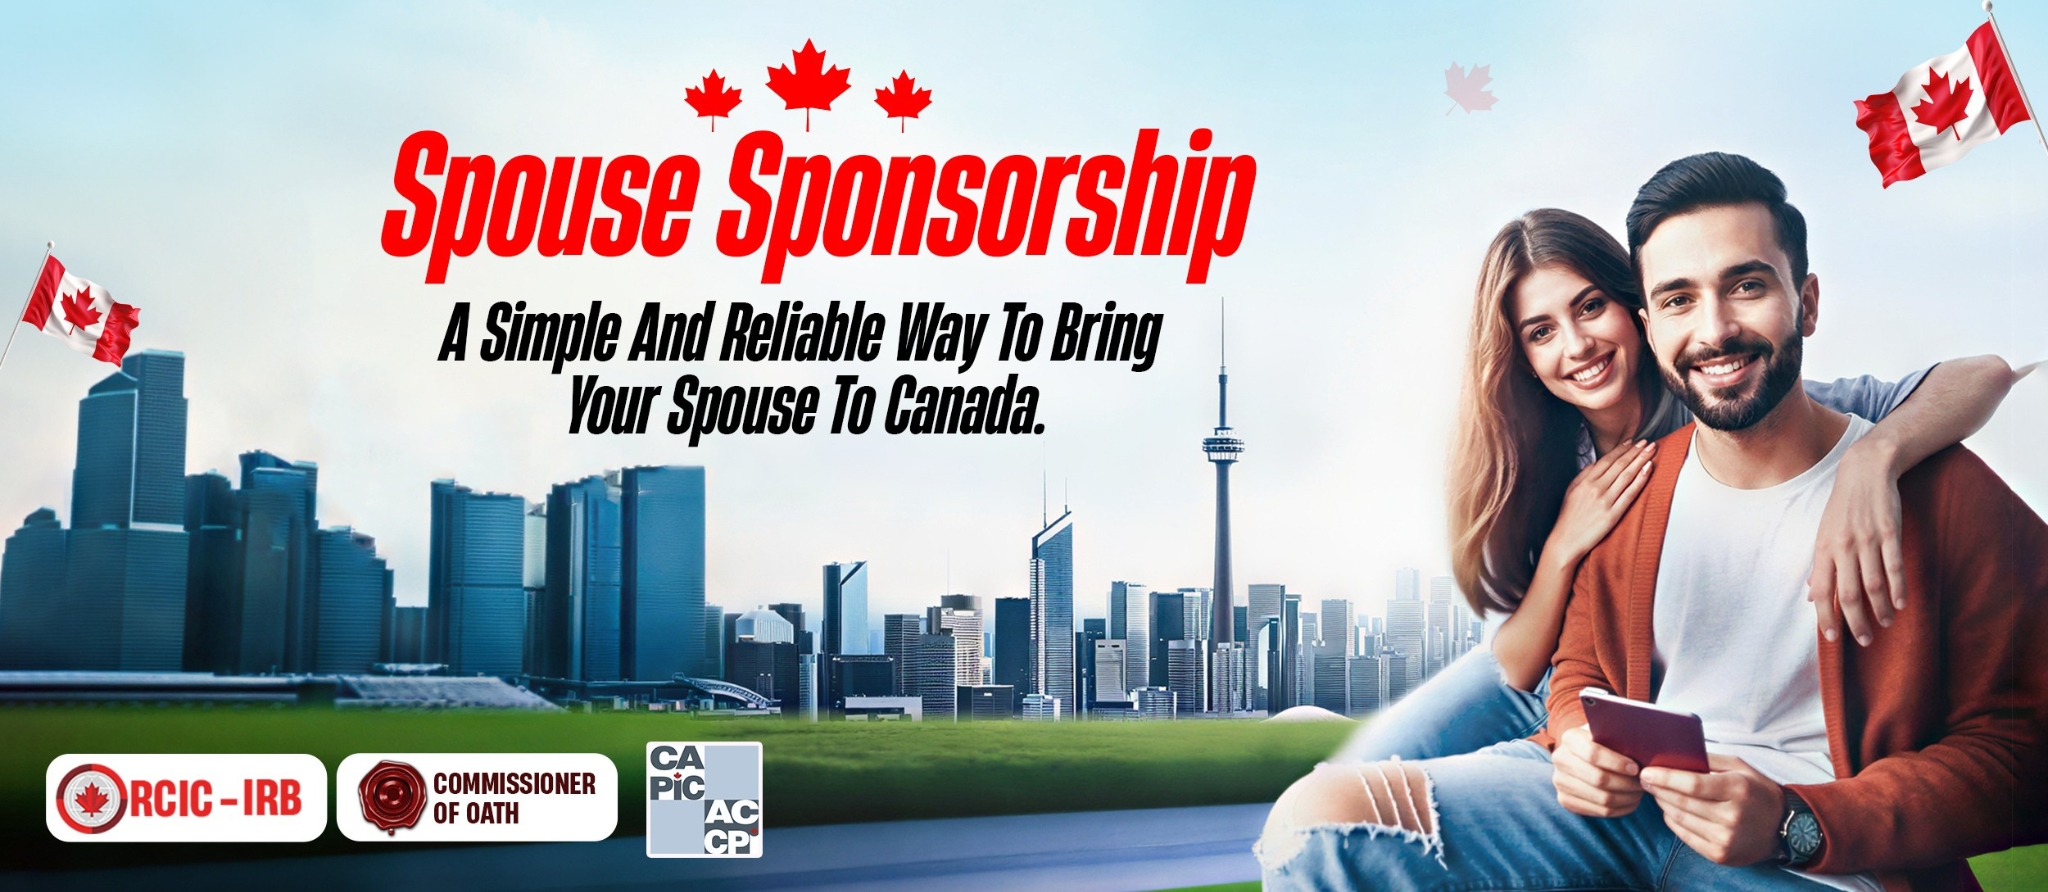 Spouse Sponsorship
A Simple And Reliable Way To Bring
Your Spouse To Canada.
RCIC - IRB
COMMISSIONER
OF OATH
CA
PIC
AC
CP